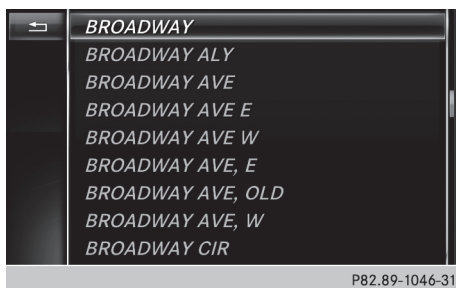 BROADWAY
BROADWAY ALY
BROADWAY AVE
BROADWAY AVE E
BROADWAY AVE W
BROADWAY AVE, E
BROADWAY AVE, OLD
BROADWAY AVE, W
BROADWAY CIR
P82.89-1046-31